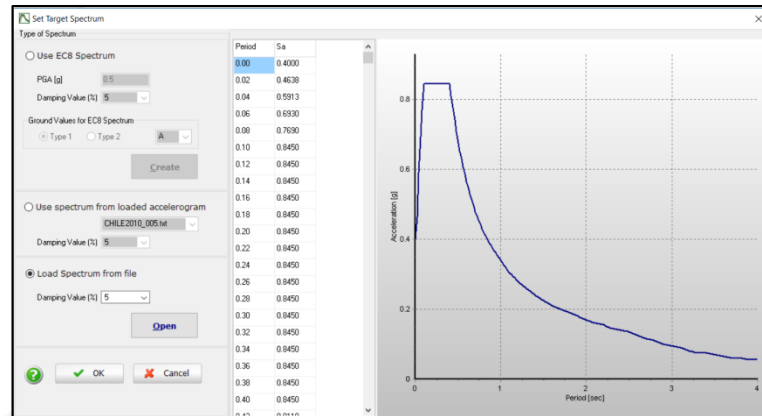 Set Target Spectrum
Type of Spectrum
Use EC8 Spectrum
PGA [g] 0.5
Damping Value (%) 5
Ground Values for EC8 Spectrum
Type 1 Type 2 A
Create
Use spectrum from loaded accelerogram
CHILE2010_005.txt
Damping Value (%) 5
Load Spectrum from file
Damping Value (%) 5
Open
OK Cancel
Period Sa
0.00 0.4000
0.02 0.4638
0.04 0.5913
0.06 0.6930
0.08 0.7690
0.10 0.8450
0.12 0.8450
0.14 0.8450
0.16 0.8450
0.18 0.8450
0.20 0.8450
0.22 0.8450
0.24 0.8450
0.26 0.8450
0.28 0.8450
0.30 0.8450
0.32 0.8450
0.34 0.8450
0.36 0.8450
0.38 0.8450
0.40 0.8450
Acceleration [g]
0.8
0.6
0.4
0.2
0
0 1 2 3 4
Period [sec]